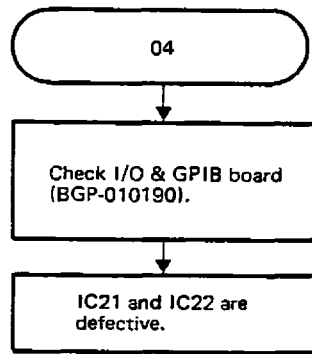 04
Check I/O & GPIB board
(BGP-010190).
IC21 and IC22 are
defective.